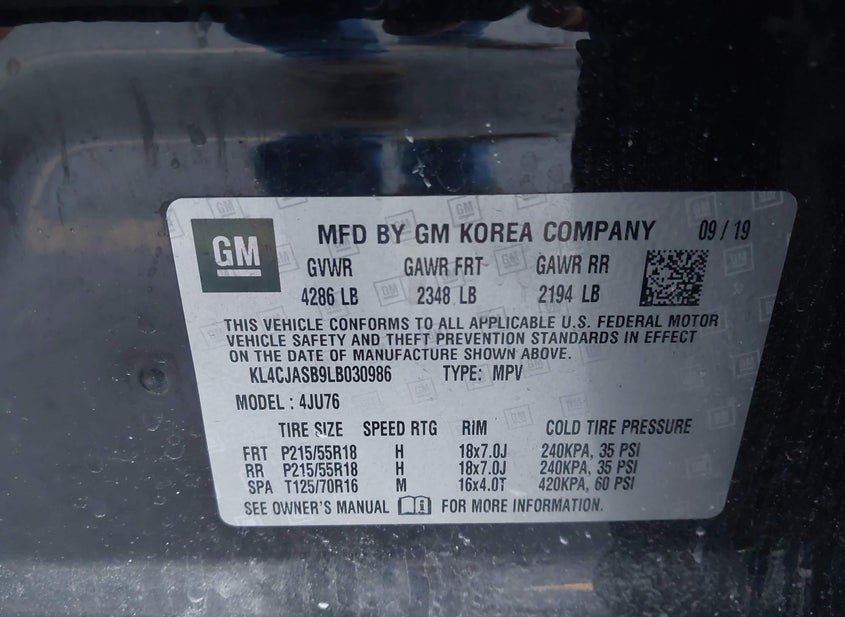 GM MFD BY GM KOREA COMPANY 09 / 19
GVWR GAWR FRT GAWR RR
4286 LB 2348 LB 2194 LB
THIS VEHICLE CONFORMS TO ALL APPLICABLE U.S. FEDERAL MOTOR
VEHICLE SAFETY AND THEFT PREVENTION STANDARDS IN EFFECT
ON THE DATE OF MANUFACTURE SHOWN ABOVE.
KL4CJASB9LB030986 TYPE: MPV
MODEL : 4JU76
TIRE SIZE SPEED RTG RIM COLD TIRE PRESSURE
FRT P215/55R18 H 18x7.0J 240KPA, 35 PSI
RR P215/55R18 H 18x7.0J 240KPA, 35 PSI
SPA T125/70R16 M 16x4.0T 420KPA, 60 PSI
SEE OWNER'S MANUAL FOR MORE INFORMATION.